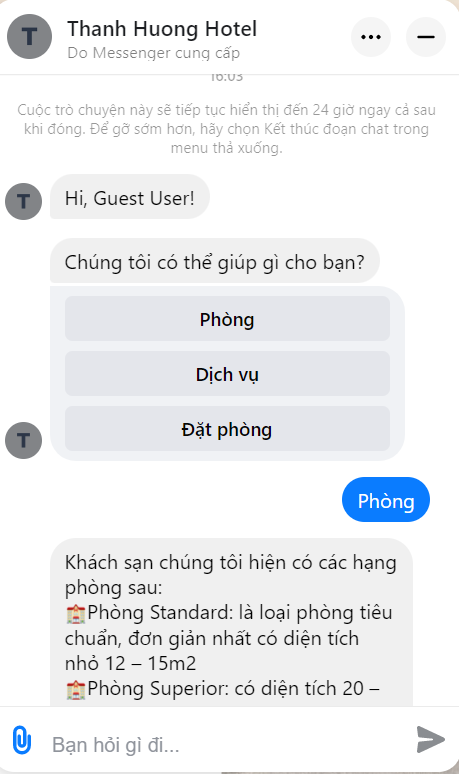 T
Thanh Huong Hotel
Do Messenger cung cấp
16:03
Cuộc trò chuyện này sẽ tiếp tục hiển thị đến 24 giờ ngay cả sau
khi đóng. Để gỡ sớm hơn, hãy chọn Kết thúc đoạn chat trong
menu thả xuống.
T
Hi, Guest User!
Chúng tôi có thể giúp gì cho bạn?
Phòng
Dịch vụ
Đặt phòng
T
Phòng
Khách sạn chúng tôi hiện có các hạng
phòng sau:
🏫Phòng Standard: là loại phòng tiêu
chuẩn, đơn giản nhất có diện tích
nhỏ 12 – 15m2
🏫Phòng Superior: có diện tích 20 –
Bạn hỏi gì đi...